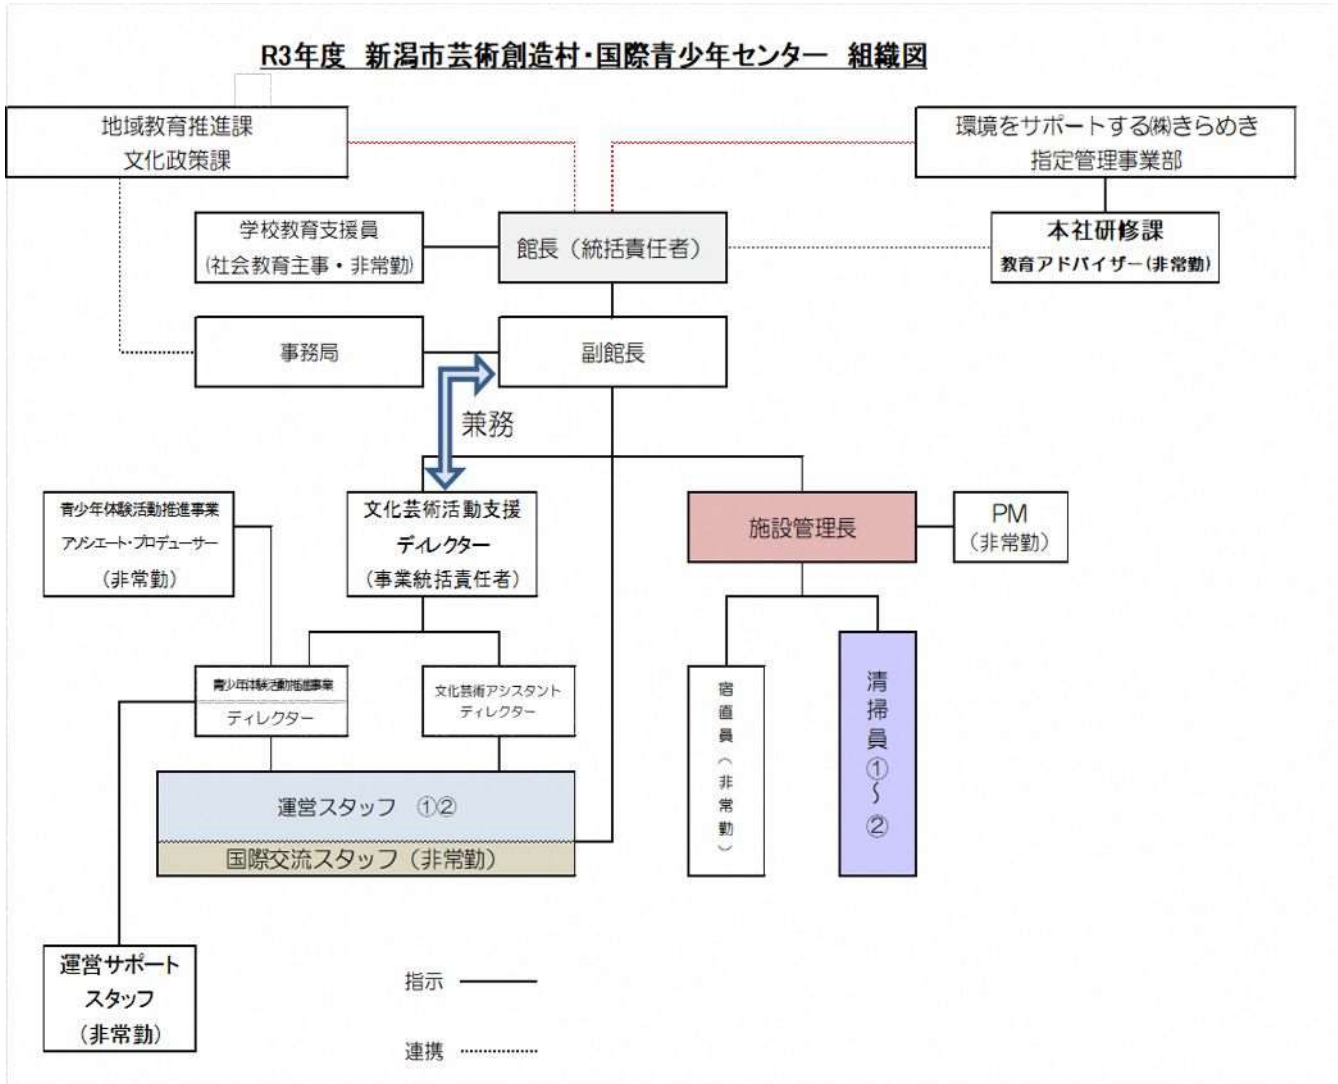 R3年度 新潟市芸術創造村・国際青少年センター 組織図
地域教育推進課
文化政策課
環境をサポートする㈱きらめき
指定管理事業部
学校教育支援員
(社会教育主事・非常勤)
館長（統括責任者）
本社研修課
教育アドバイザー(非常勤)
事務局
副館長
兼務
青少年体験活動推進事業
アソシエート・プロデューサー
（非常勤）
文化芸術活動支援
ディレクター
（事業統括責任者）
施設管理長
PM
（非常勤）
青少年体験活動推進事業
ディレクター
文化芸術アシスタント
ディレクター
宿直員（非常勤）
清掃員①～②
運営スタッフ ①②
国際交流スタッフ（非常勤）
運営サポート
スタッフ
（非常勤）
指示
連携